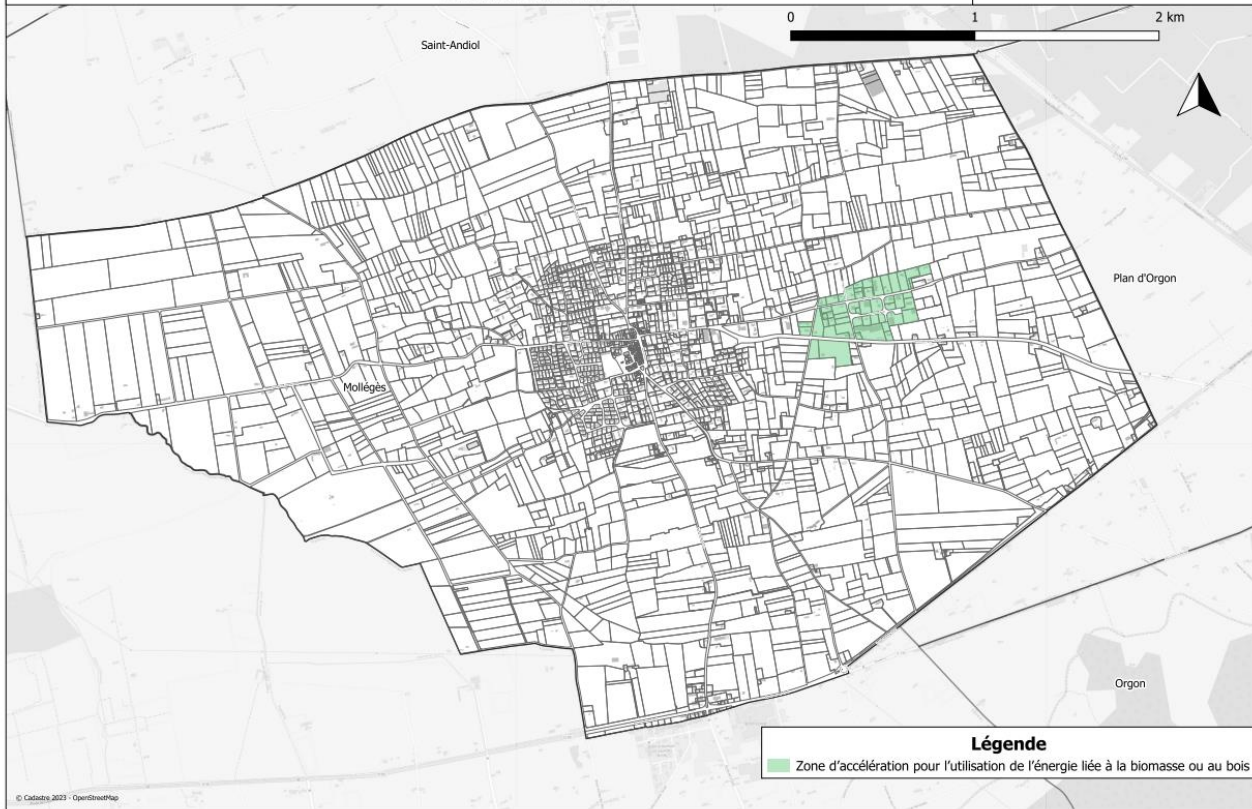 0 1 2 km
Saint-Andiol
Plan d'Orgon
Mollégès
Orgon
Légende
Zone d'accélération pour l'utilisation de l'énergie liée à la biomasse ou au bois
© Cadastre 2023 - OpenStreetMap